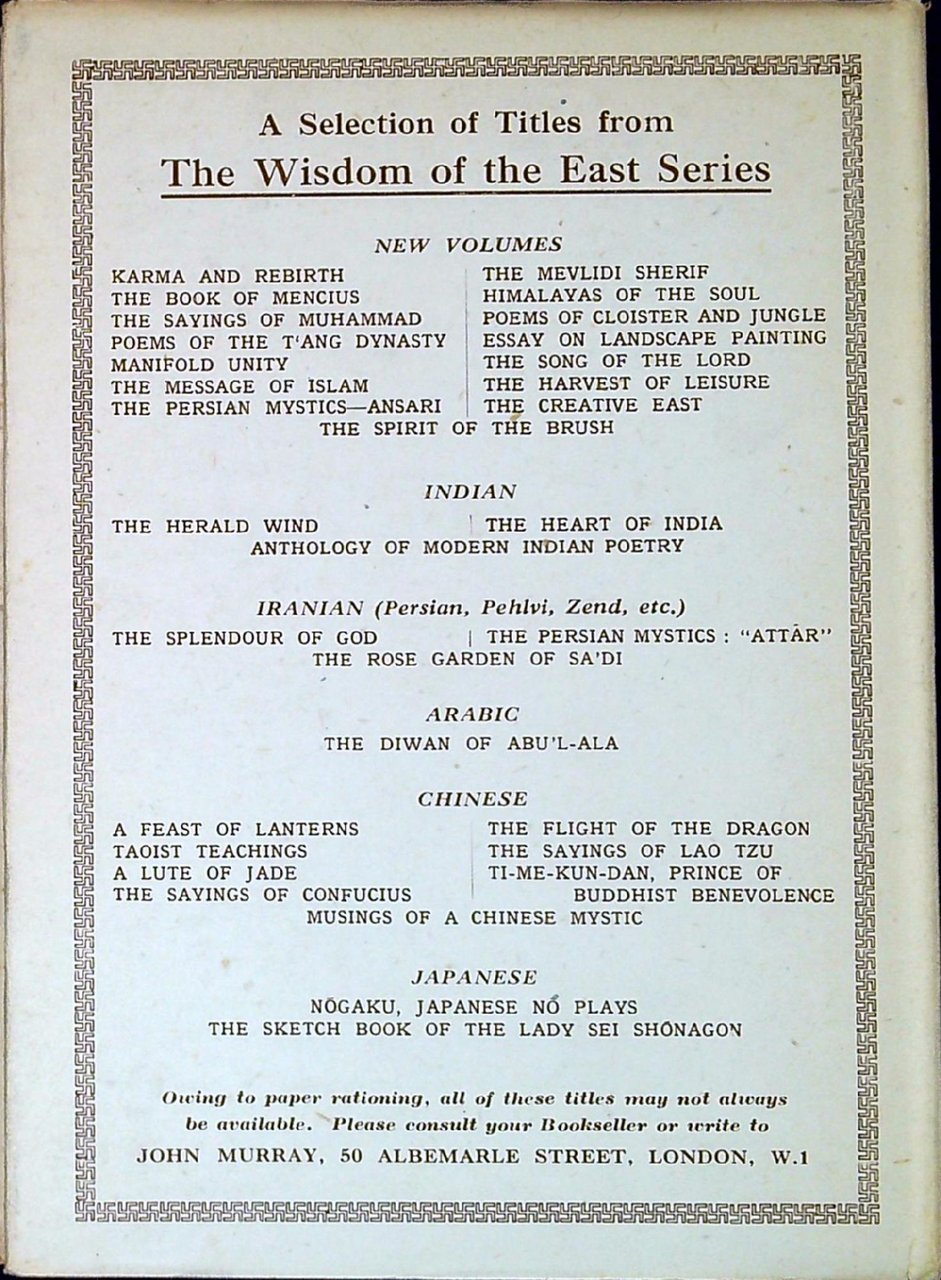 A Selection of Titles from
The Wisdom of the East Series
NEW VOLUMES
KARMA AND REBIRTH
THE BOOK OF MENCIUS
THE SAYINGS OF MUHAMMAD
POEMS OF THE T'ANG DYNASTY
MANIFOLD UNITY
THE MESSAGE OF ISLAM
THE PERSIAN MYSTICS—ANSARI
THE MEVLIDI SHERIF
HIMALAYAS OF THE SOUL
POEMS OF CLOISTER AND JUNGLE
ESSAY ON LANDSCAPE PAINTING
THE SONG OF THE LORD
THE HARVEST OF LEISURE
THE CREATIVE EAST
THE SPIRIT OF THE BRUSH
INDIAN
THE HERALD WIND
THE HEART OF INDIA
ANTHOLOGY OF MODERN INDIAN POETRY
IRANIAN (Persian, Pehlvi, Zend, etc.)
THE SPLENDOUR OF GOD
THE PERSIAN MYSTICS : "ATTĀR"
THE ROSE GARDEN OF SA'DI
ARABIC
THE DIWAN OF ABU'L-ALA
CHINESE
A FEAST OF LANTERNS
TAOIST TEACHINGS
A LUTE OF JADE
THE SAYINGS OF CONFUCIUS
THE FLIGHT OF THE DRAGON
THE SAYINGS OF LAO TZU
TI-ME-KUN-DAN, PRINCE OF
BUDDHIST BENEVOLENCE
MUSINGS OF A CHINESE MYSTIC
JAPANESE
NŌGAKU, JAPANESE NŌ PLAYS
THE SKETCH BOOK OF THE LADY SEI SHŌNAGON
Owing to paper rationing, all of these titles may not always
be available. Please consult your Bookseller or write to
JOHN MURRAY, 50 ALBEMARLE STREET, LONDON, W.1